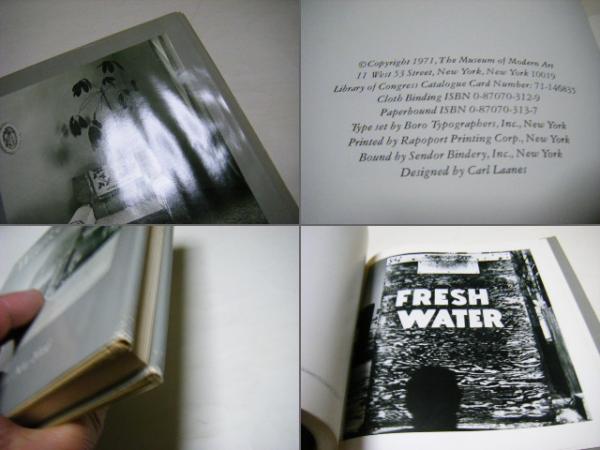 ©Copyright 1971, The Museum of Modern Art
11 West 53 Street, New York, New York 10019
Library of Congress Catalogue Card Number: 71-146835
Cloth Binding ISBN 0-87070-312-9
Paperbound ISBN 0-87070-313-7
Type set by Boro Typographers, Inc., New York
Printed by Rapoport Printing Corp., New York
Bound by Sendor Bindery, Inc., New York
Designed by Carl Laanes
FRESH
WATER